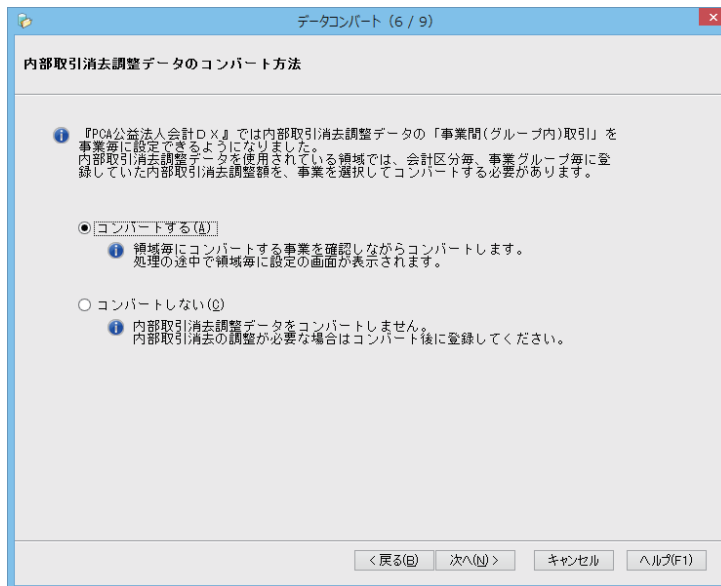 データコンバート (6 / 9)
内部取引消去調整データのコンバート方法
『PCA公益法人会計DX』では内部取引消去調整データの「事業間(グループ内)取引」を
事業毎に設定できるようになりました。
内部取引消去調整データを使用されている領域では、会計区分毎、事業グループ毎に登
録していた内部取引消去調整額を、事業を選択してコンバートする必要があります。
コンバートする(A)
領域毎にコンバートする事業を確認しながらコンバートします。
処理の途中で領域毎に設定の画面が表示されます。
コンバートしない(C)
内部取引消去調整データをコンバートしません。
内部取引消去の調整が必要な場合はコンバート後に登録してください。
< 戻る(B) 次へ(N) > キャンセル ヘルプ(F1)